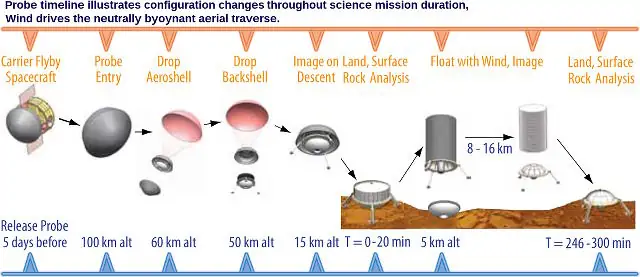 Probe timeline illustrates configuration changes throughout science mission duration,
Wind drives the neutrally byoynant aerial traverse.
Carrier Flyby
Spacecraft
Probe
Entry
Drop
Aeroshell
Drop
Backshell
Image on
Descent
Land, Surface
Rock Analysis
Float with Wind, Image
Land, Surface
Rock Analysis
8 - 16 km
Release Probe
5 days before
100 km alt
60 km alt
50 km alt
15 km alt
T = 0-20 min
5 km alt
T = 246-300 min